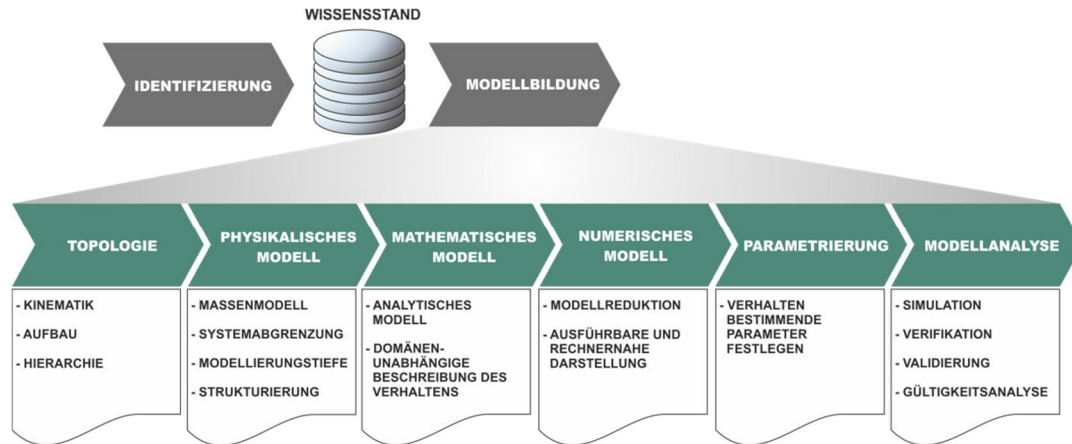 WISSENSSTAND
IDENTIFIZIERUNG
MODELLBILDUNG
TOPOLOGIE
PHYSIKALISCHES
MODELL
MATHEMATISCHES
MODELL
NUMERISCHES
MODELL
PARAMETRIERUNG
MODELLANALYSE
- KINEMATIK
- AUFBAU
- HIERARCHIE
- MASSENMODELL
- SYSTEMABGRENZUNG
- MODELLIERUNGSTIEFE
- STRUKTURIERUNG
- ANALYTISCHES
MODELL
- DOMÄNEN-
UNABHÄNGIGE
BESCHREIBUNG DES
VERHALTENS
- MODELLREDUKTION
- AUSFÜHRBARE UND
RECHNERNAHE
DARSTELLUNG
- VERHALTEN
BESTIMMENDE
PARAMETER
FESTLEGEN
- SIMULATION
- VERIFIKATION
- VALIDIERUNG
- GÜLTIGKEITSANALYSE